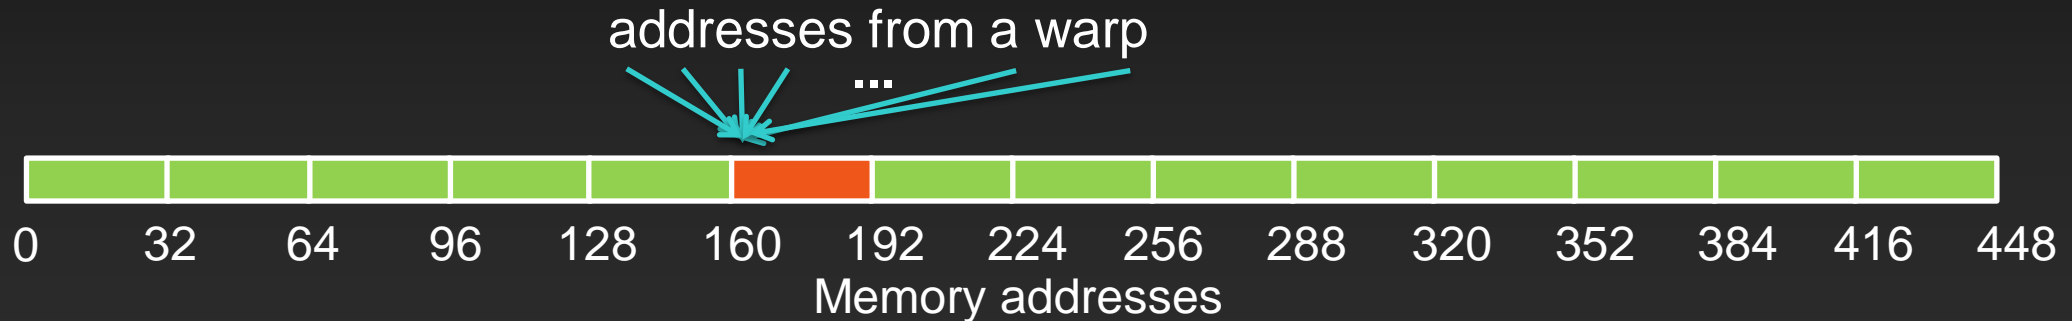 addresses from a warp
...
0 32 64 96 128 160 192 224 256 288 320 352 384 416 448
Memory addresses